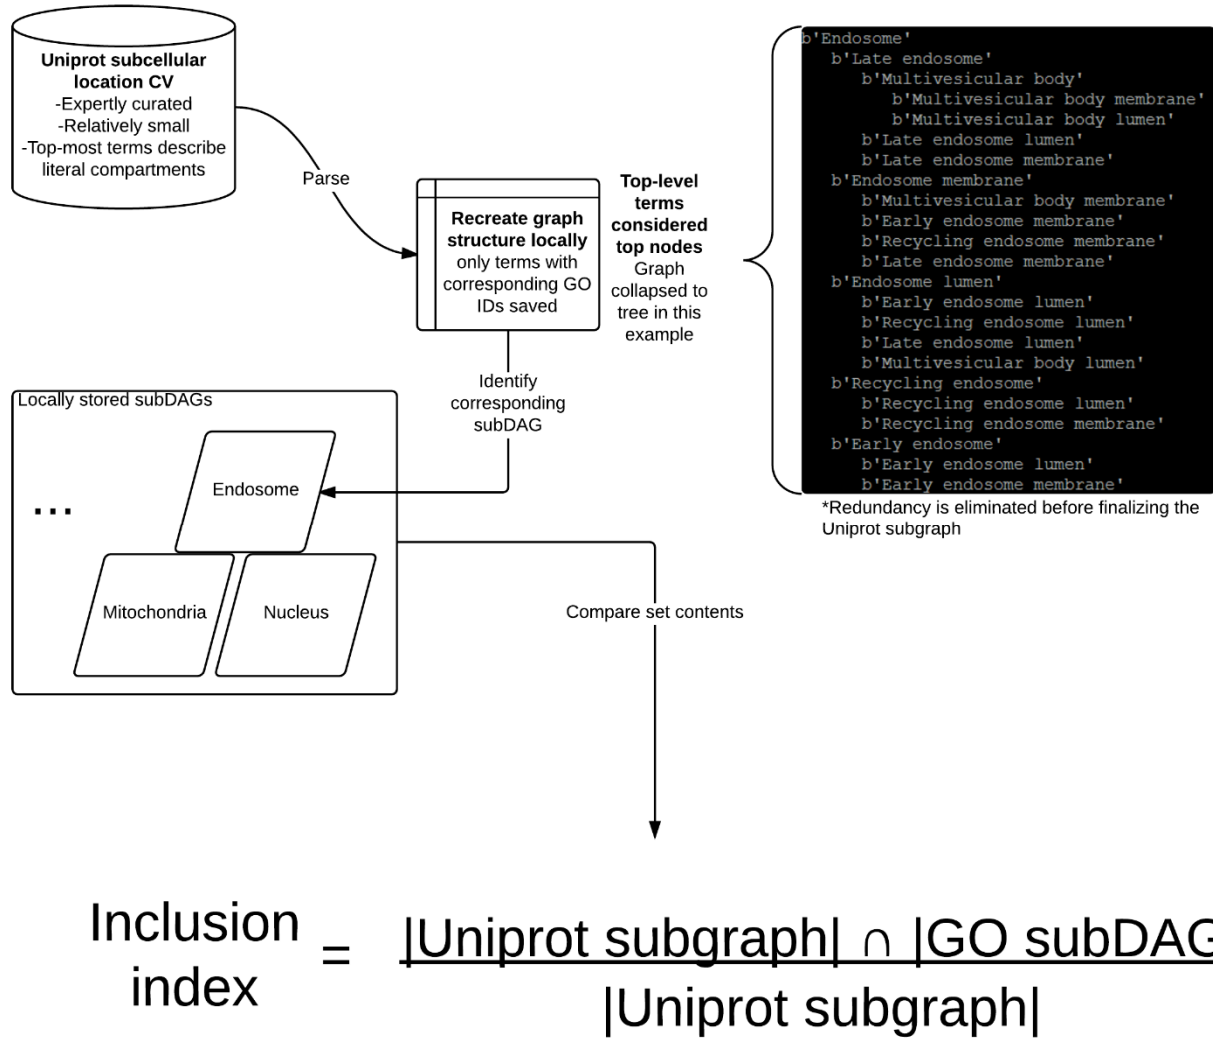 Uniprot subcellular
location CV
-Expertly curated
-Relatively small
-Top-most terms describe
literal compartments
Parse
Recreate graph
structure locally
only terms with
corresponding GO
IDs saved
Top-level
terms
considered
top nodes
Graph
collapsed to
tree in this
example
b'Endosome'
b'Late endosome'
b'Multivesicular body'
b'Multivesicular body membrane'
b'Multivesicular body lumen'
b'Late endosome lumen'
b'Late endosome membrane'
b'Endosome membrane'
b'Multivesicular body membrane'
b'Early endosome membrane'
b'Recycling endosome membrane'
b'Late endosome membrane'
b'Endosome lumen'
b'Early endosome lumen'
b'Recycling endosome lumen'
b'Late endosome lumen'
b'Multivesicular body lumen'
b'Recycling endosome'
b'Recycling endosome lumen'
b'Recycling endosome membrane'
b'Early endosome'
b'Early endosome lumen'
b'Early endosome membrane'
*Redundancy is eliminated before finalizing the
Uniprot subgraph
Identify
corresponding
subDAG
Locally stored subDAGs
...
Endosome
Mitochondria
Nucleus
Compare set contents
Inclusion
index
=
|Uniprot subgraph| ∩ |GO subDAG
|Uniprot subgraph|